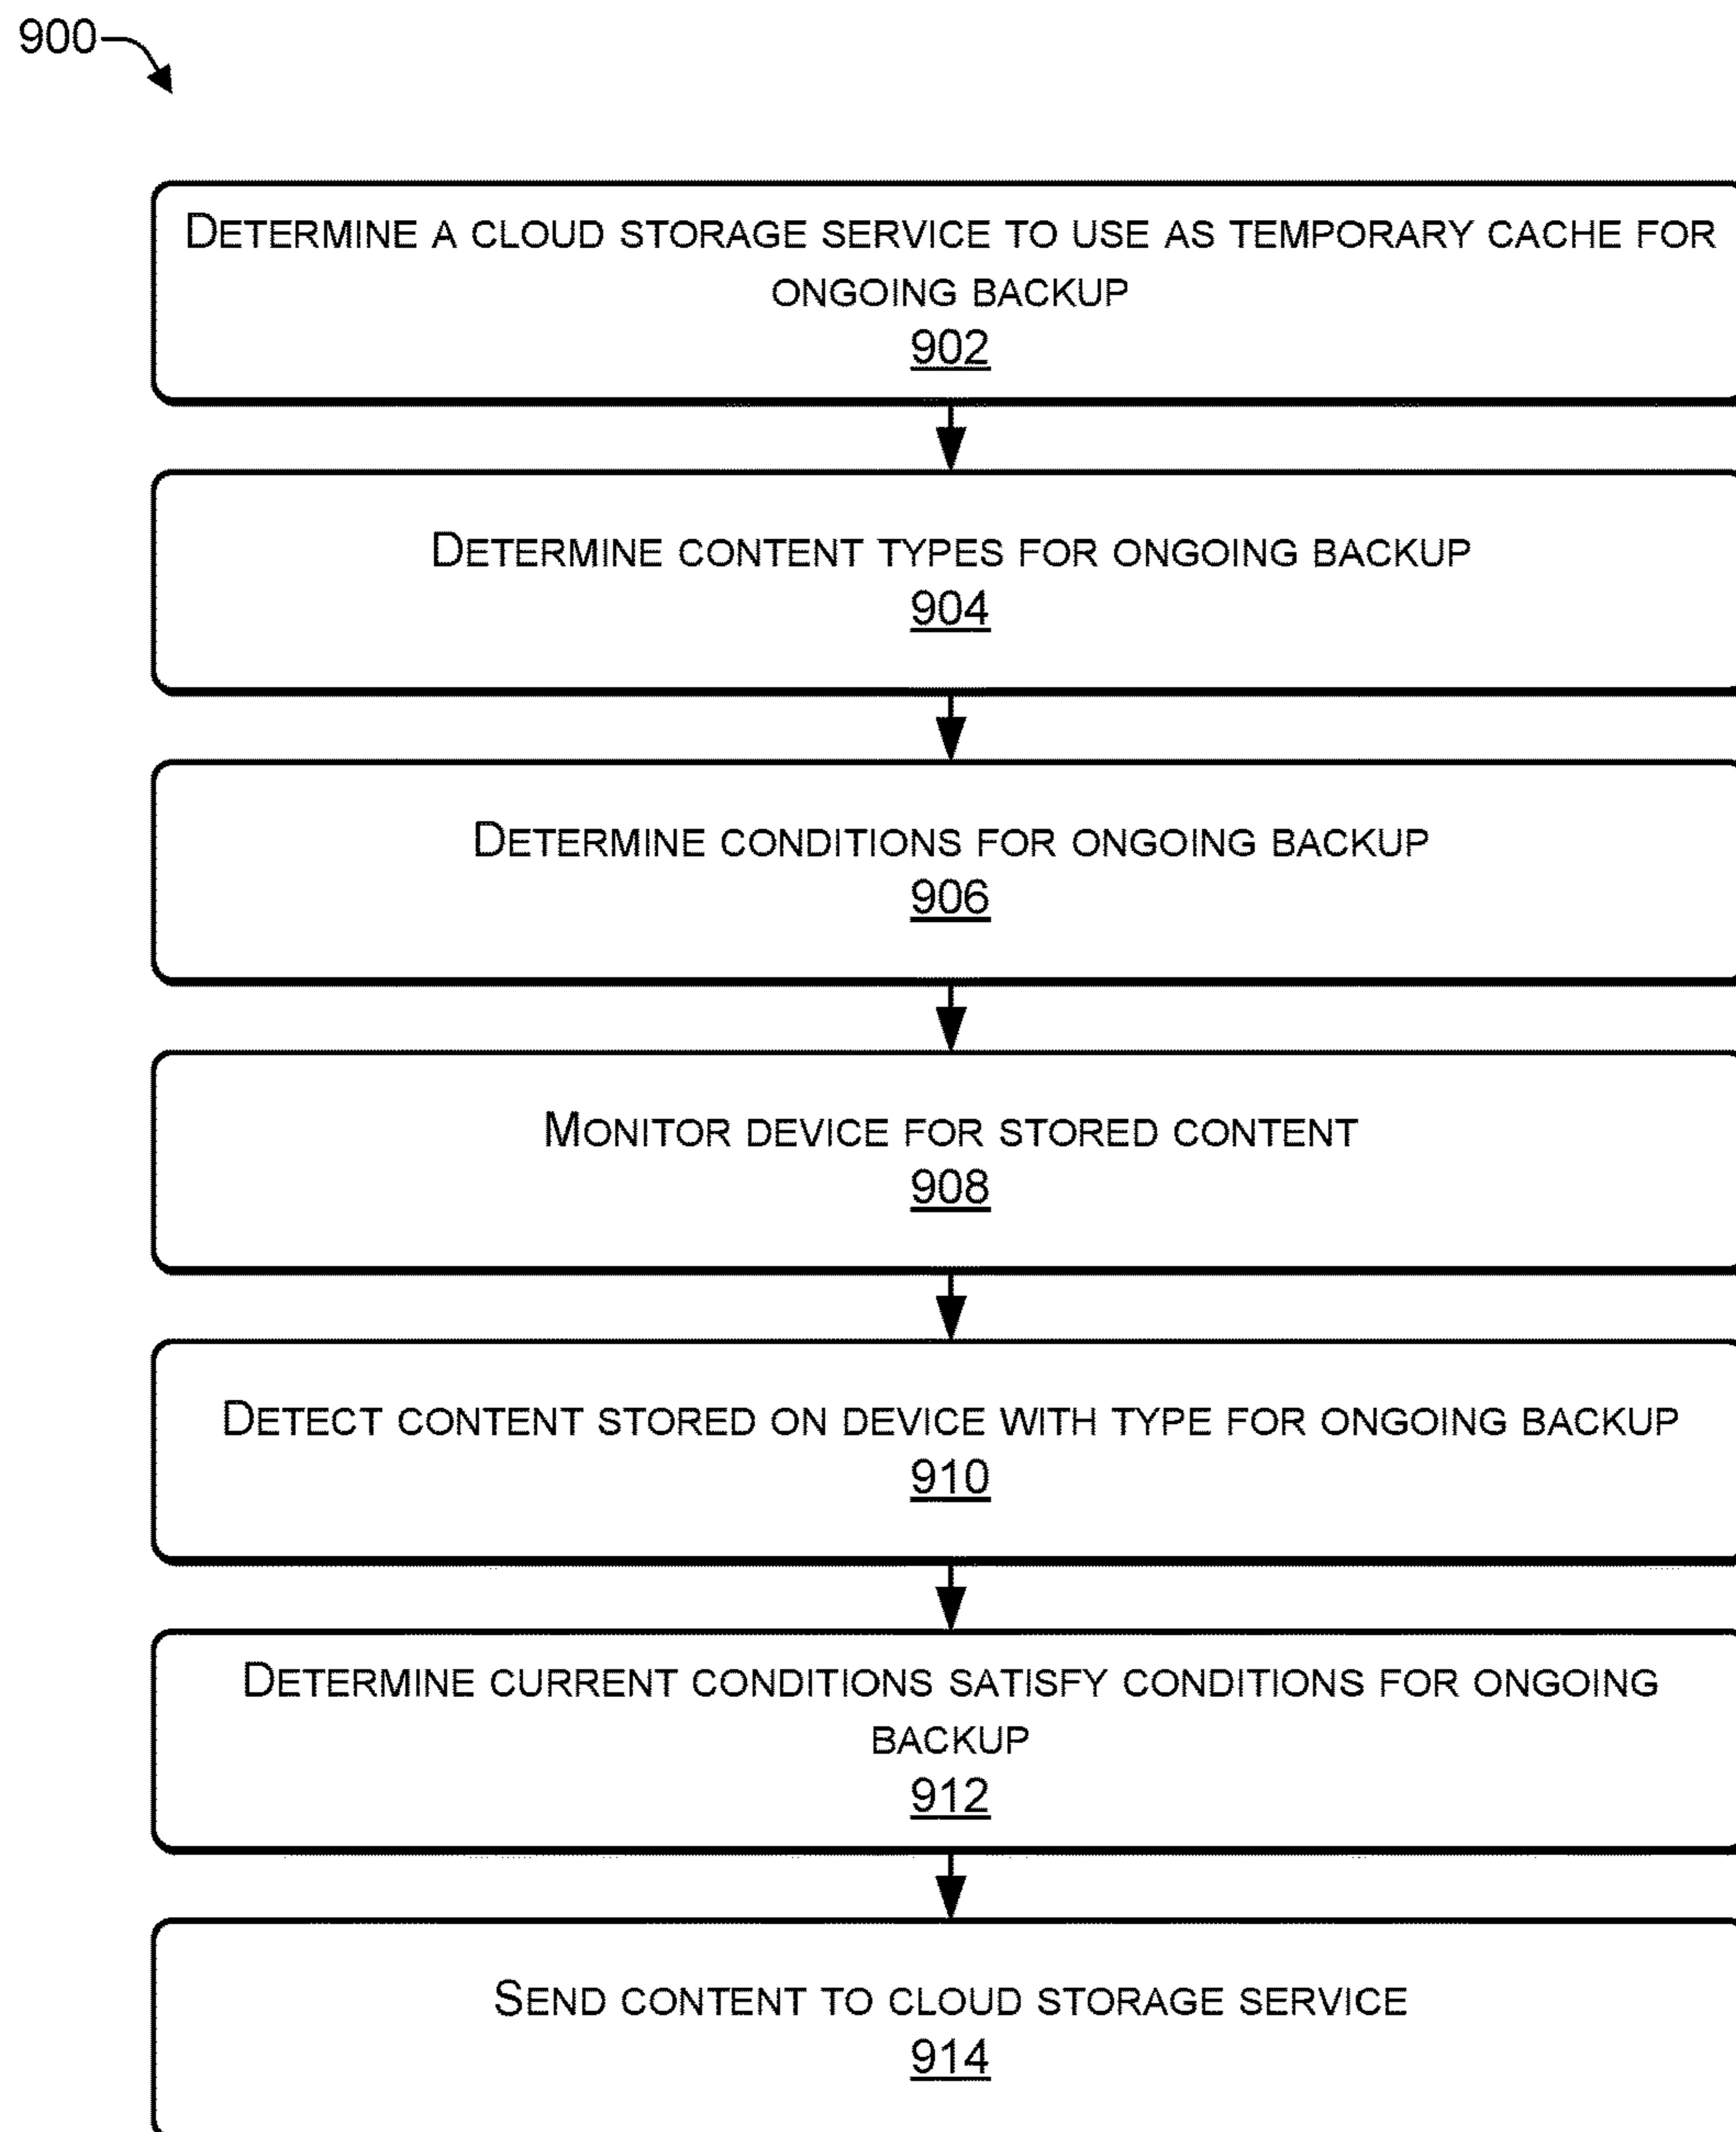 900
DETERMINE A CLOUD STORAGE SERVICE TO USE AS TEMPORARY CACHE FOR
ONGOING BACKUP
902
DETERMINE CONTENT TYPES FOR ONGOING BACKUP
904
DETERMINE CONDITIONS FOR ONGOING BACKUP
906
MONITOR DEVICE FOR STORED CONTENT
908
DETECT CONTENT STORED ON DEVICE WITH TYPE FOR ONGOING BACKUP
910
DETERMINE CURRENT CONDITIONS SATISFY CONDITIONS FOR ONGOING
BACKUP
912
SEND CONTENT TO CLOUD STORAGE SERVICE
914